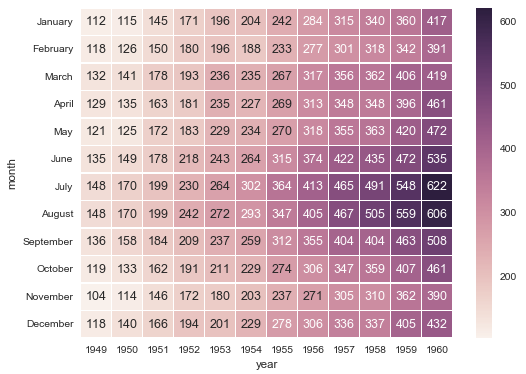 January 112 115 145 171 196 204 242 284 315 340 360 417
February 118 126 150 180 196 188 233 277 301 318 342 391
March 132 141 178 193 236 235 267 317 356 362 406 419
April 129 135 163 181 235 227 269 313 348 348 396 461
May 121 125 172 183 229 234 270 318 355 363 420 472
June 135 149 178 218 243 264 315 374 422 435 472 535
July 148 170 199 230 264 302 364 413 465 491 548 622
August 148 170 199 242 272 293 347 405 467 505 559 606
September 136 158 184 209 237 259 312 355 404 404 463 508
October 119 133 162 191 211 229 274 306 347 359 407 461
November 104 114 146 172 180 203 237 271 305 310 362 390
December 118 140 166 194 201 229 278 306 336 337 405 432
1949 1950 1951 1952 1953 1954 1955 1956 1957 1958 1959 1960
year
month
600
500
400
300
200